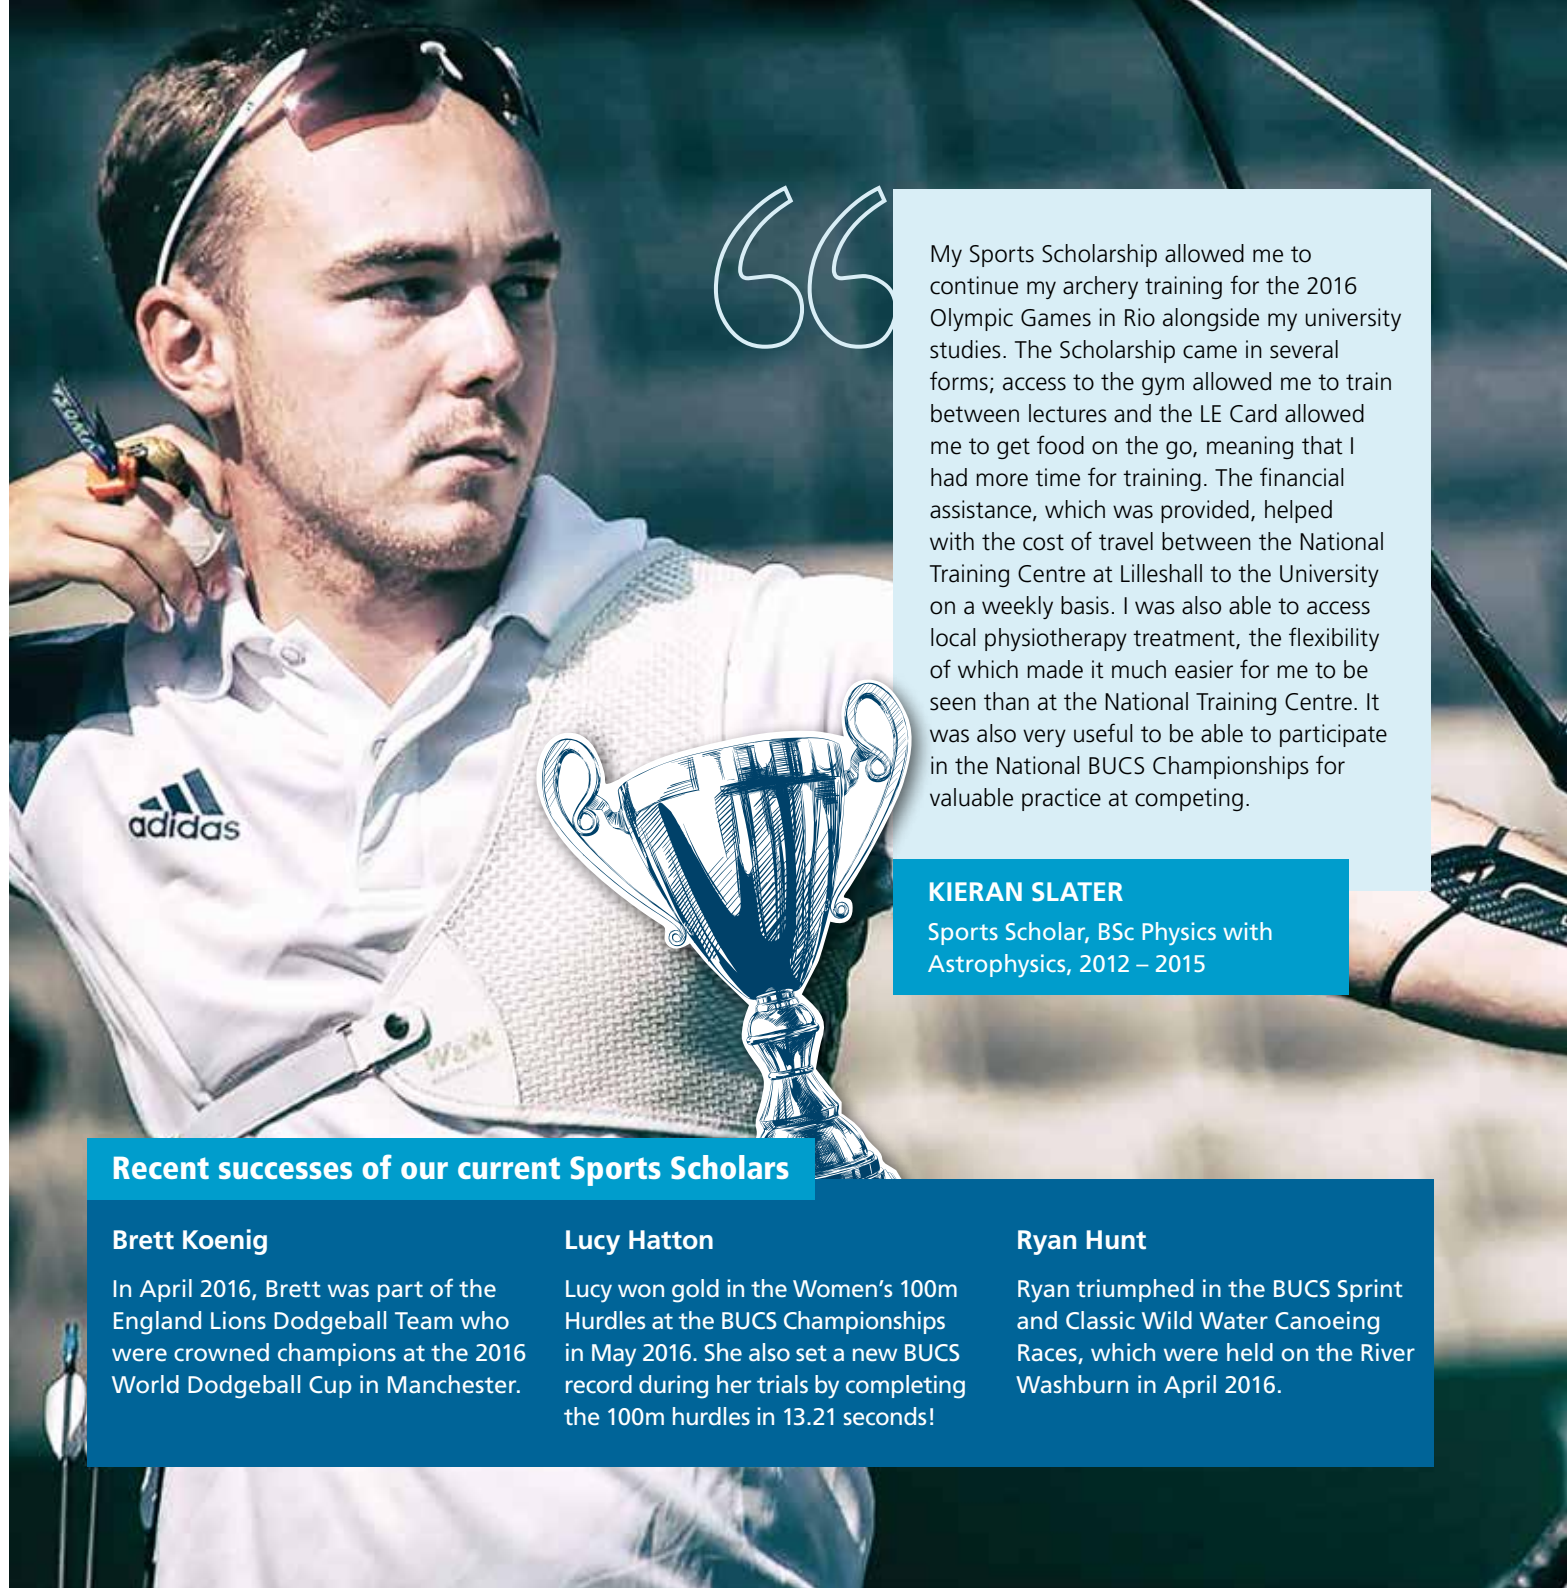 My Sports Scholarship allowed me to
continue my archery training for the 2016
Olympic Games in Rio alongside my university
studies. The Scholarship came in several
forms; access to the gym allowed me to train
between lectures and the LE Card allowed
me to get food on the go, meaning that I
had more time for training. The financial
assistance, which was provided, helped
with the cost of travel between the National
Training Centre at Lilleshall to the University
on a weekly basis. I was also able to access
local physiotherapy treatment, the flexibility
of which made it much easier for me to be
seen than at the National Training Centre. It
was also very useful to be able to participate
in the National BUCS Championships for
valuable practice at competing.
KIERAN SLATER
Sports Scholar, BSc Physics with
Astrophysics, 2012 – 2015
adidas
W&W
Recent successes of our current Sports Scholars
Brett Koenig
In April 2016, Brett was part of the
England Lions Dodgeball Team who
were crowned champions at the 2016
World Dodgeball Cup in Manchester.
Lucy Hatton
Lucy won gold in the Women’s 100m
Hurdles at the BUCS Championships
in May 2016. She also set a new BUCS
record during her trials by completing
the 100m hurdles in 13.21 seconds!
Ryan Hunt
Ryan triumphed in the BUCS Sprint
and Classic Wild Water Canoeing
Races, which were held on the River
Washburn in April 2016.